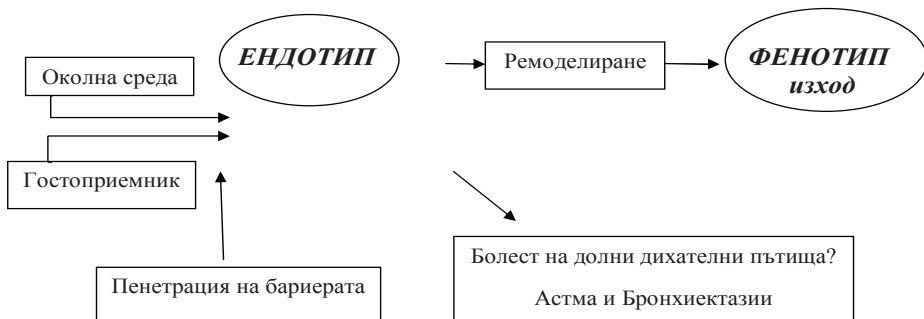 ЕНДОТИП
Ремоделиране
ФЕНОТИП
изход
Околна среда
Гостоприемник
Пенетрация на бариерата
Болест на долни дихателни пътища?
Астма и Бронхиектазии